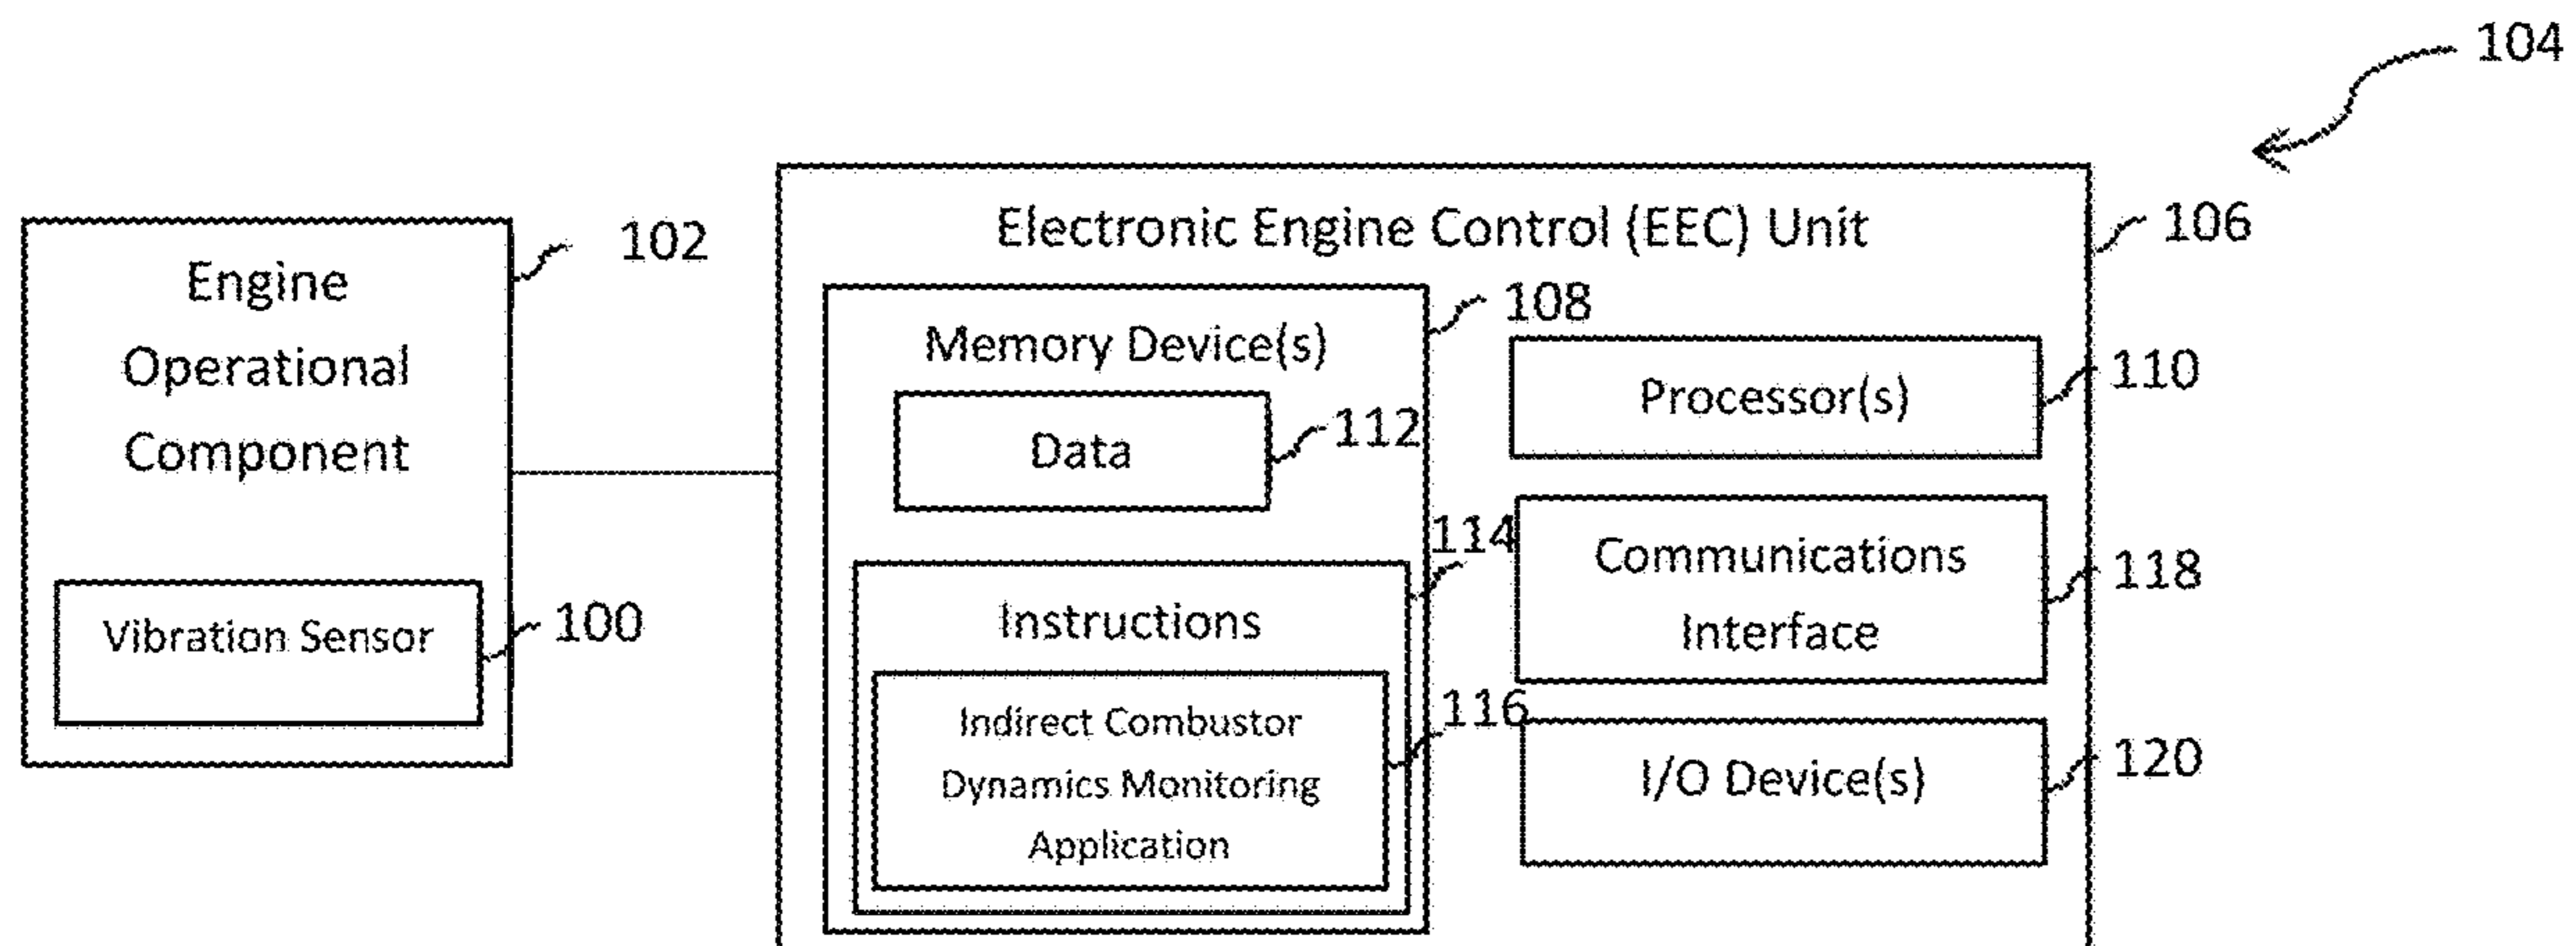 104
Electronic Engine Control (EEC) Unit
106
Engine
Operational
Component
102
Vibration Sensor
100
Memory Device(s)
108
Data
112
Instructions
114
Indirect Combustor
Dynamics Monitoring
Application
116
Processor(s)
110
Communications
Interface
118
I/O Device(s)
120